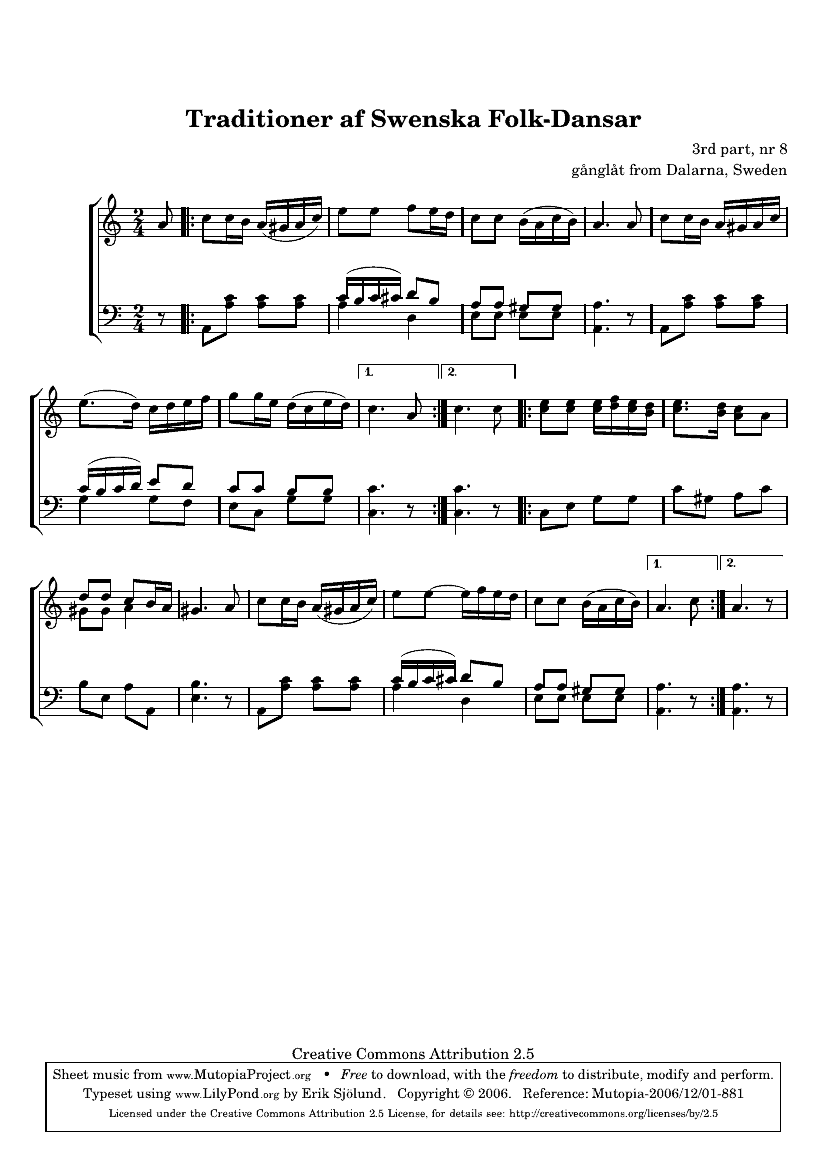 Traditioner af Swenska Folk-Dansar
3rd part, nr 8
gånglåt from Dalarna, Sweden
1. 2.
1. 2.
Creative Commons Attribution 2.5
Sheet music from www.MutopiaProject.org • Free to download, with the freedom to distribute, modify and perform.
Typeset using www.LilyPond.org by Erik Sjölund. Copyright © 2006. Reference: Mutopia-2006/12/01-881
Licensed under the Creative Commons Attribution 2.5 License, for details see: http://creativecommons.org/licenses/by/2.5